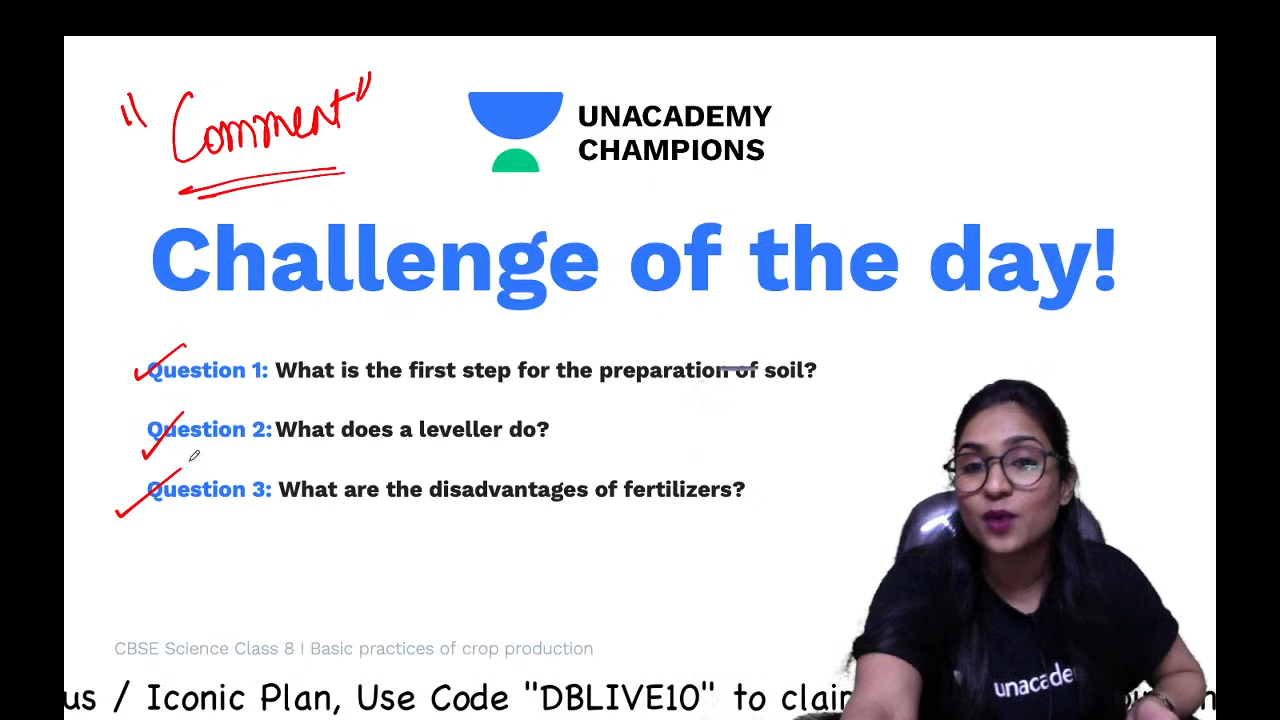 "Comment"
UNACADEMY
CHAMPIONS
Challenge of the day!
Question 1: What is the first step for the preparation of soil?
Question 2: What does a leveller do?
Question 3: What are the disadvantages of fertilizers?
unacade
CBSE Science Class 8 I Basic practices of crop production
us / Iconic Plan, Use Code "DBLIVE10" to clai